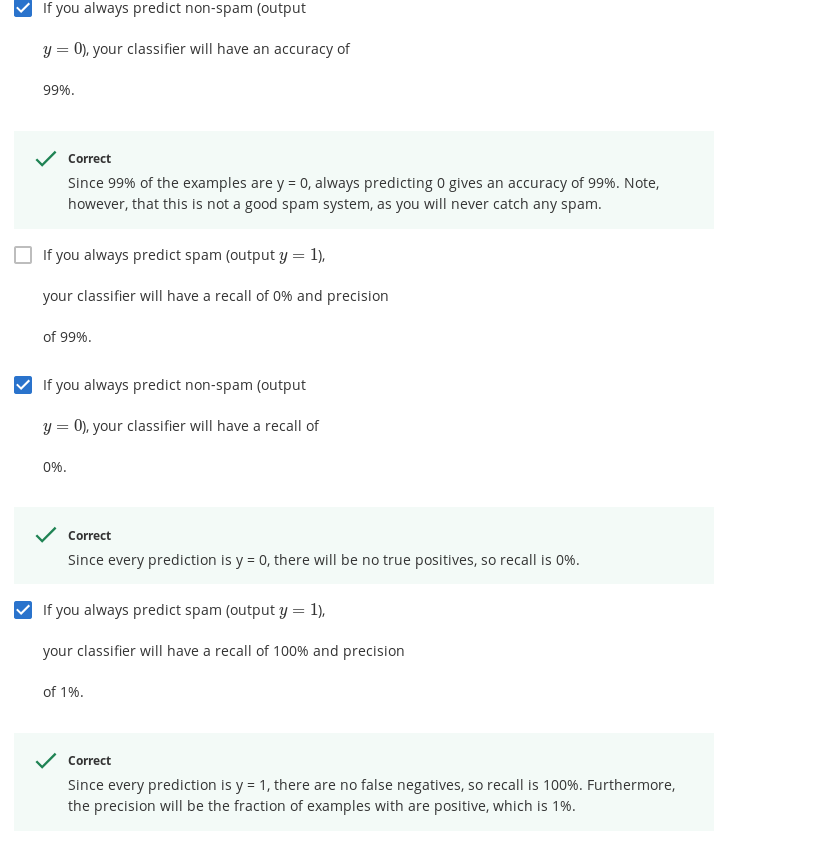 If you always predict non-spam (output
y = 0), your classifier will have an accuracy of
99%.
Correct
Since 99% of the examples are y = 0, always predicting 0 gives an accuracy of 99%. Note,
however, that this is not a good spam system, as you will never catch any spam.
If you always predict spam (output y = 1),
your classifier will have a recall of 0% and precision
of 99%.
If you always predict non-spam (output
y = 0), your classifier will have a recall of
0%.
Correct
Since every prediction is y = 0, there will be no true positives, so recall is 0%.
If you always predict spam (output y = 1),
your classifier will have a recall of 100% and precision
of 1%.
Correct
Since every prediction is y = 1, there are no false negatives, so recall is 100%. Furthermore,
the precision will be the fraction of examples with are positive, which is 1%.